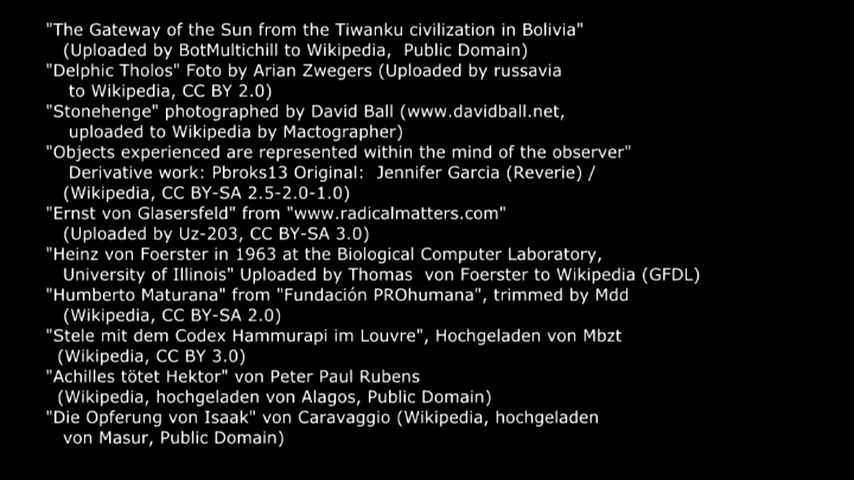 "The Gateway of the Sun from the Tiwanku civilization in Bolivia"
(Uploaded by BotMultichill to Wikipedia, Public Domain)
"Delphic Tholos" Foto by Arian Zwegers (Uploaded by russavia
to Wikipedia, CC BY 2.0)
"Stonehenge" photographed by David Ball (www.davidball.net,
uploaded to Wikipedia by Mactographer)
"Objects experienced are represented within the mind of the observer"
Derivative work: Pbroks13 Original: Jennifer Garcia (Reverie) /
(Wikipedia, CC BY-SA 2.5-2.0-1.0)
"Ernst von Glasersfeld" from "www.radicalmatters.com"
(Uploaded by Uz-203, CC BY-SA 3.0)
"Heinz von Foerster in 1963 at the Biological Computer Laboratory,
University of Illinois" Uploaded by Thomas von Foerster to Wikipedia (GFDL)
"Humberto Maturana" from "Fundación PROhumana", trimmed by Mdd
(Wikipedia, CC BY-SA 2.0)
"Stele mit dem Codex Hammurapi im Louvre", Hochgeladen von Mbzt
(Wikipedia, CC BY 3.0)
"Achilles tötet Hektor" von Peter Paul Rubens
(Wikipedia, hochgeladen von Alagos, Public Domain)
"Die Opferung von Isaak" von Caravaggio (Wikipedia, hochgeladen
von Masur, Public Domain)